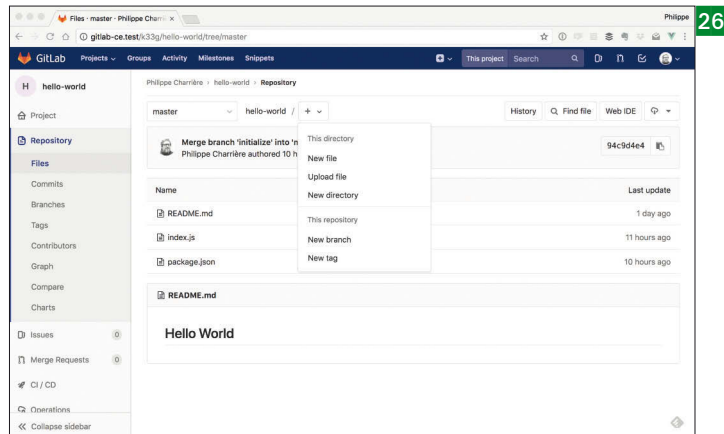 Files · master · Philippe Charriè
Philippe
26
gitlab-ce.test/k33g/hello-world/tree/master
GitLab Projects Groups Activity Milestones Snippets
This project Search
H hello-world
Philippe Charrière > hello-world > Repository
Project
master hello-world / +
History Find file Web IDE
Repository
This directory
Merge branch 'initialize' into 'm
Philippe Charrière authored 10 h
94c9d4e4
New file
Files
Upload file
Commits
Name
New directory
Last update
Branches
README.md
1 day ago
Tags
This repository
index.js
New branch
11 hours ago
Contributors
Graph
package.json
New tag
10 hours ago
Compare
README.md
Charts
Issues 0
Hello World
Merge Requests 0
CI / CD
Operations
Collapse sidebar